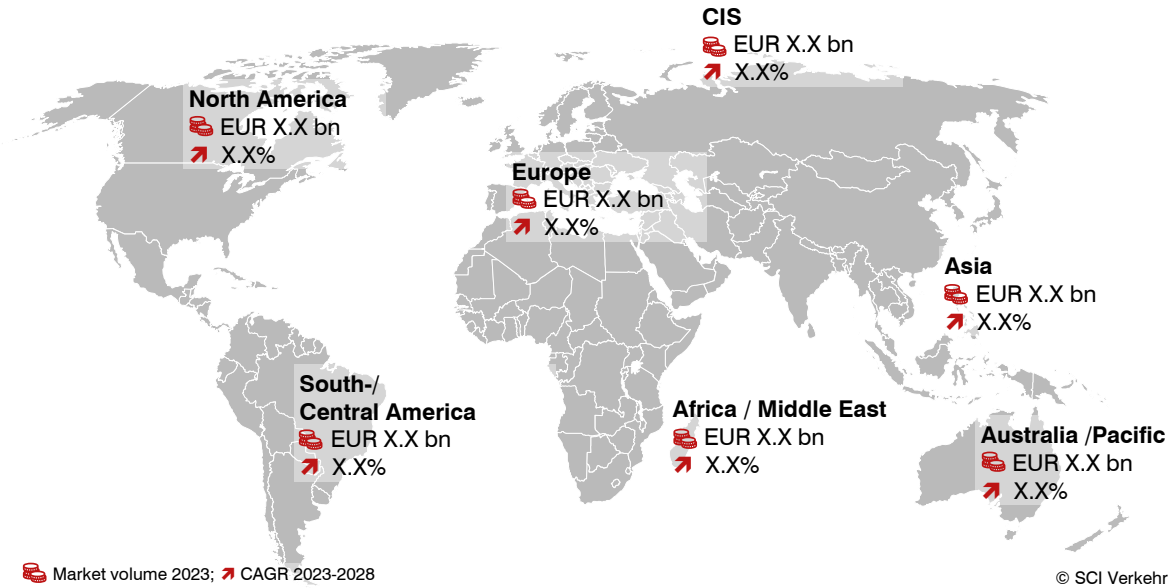 CIS
EUR X.X bn
X.X%
North America
EUR X.X bn
X.X%
Europe
EUR X.X bn
X.X%
Asia
EUR X.X bn
X.X%
South-/
Central America
EUR X.X bn
X.X%
Africa / Middle East
EUR X.X bn
X.X%
Australia /Pacific
EUR X.X bn
X.X%
Market volume 2023; CAGR 2023-2028
© SCI Verkehr